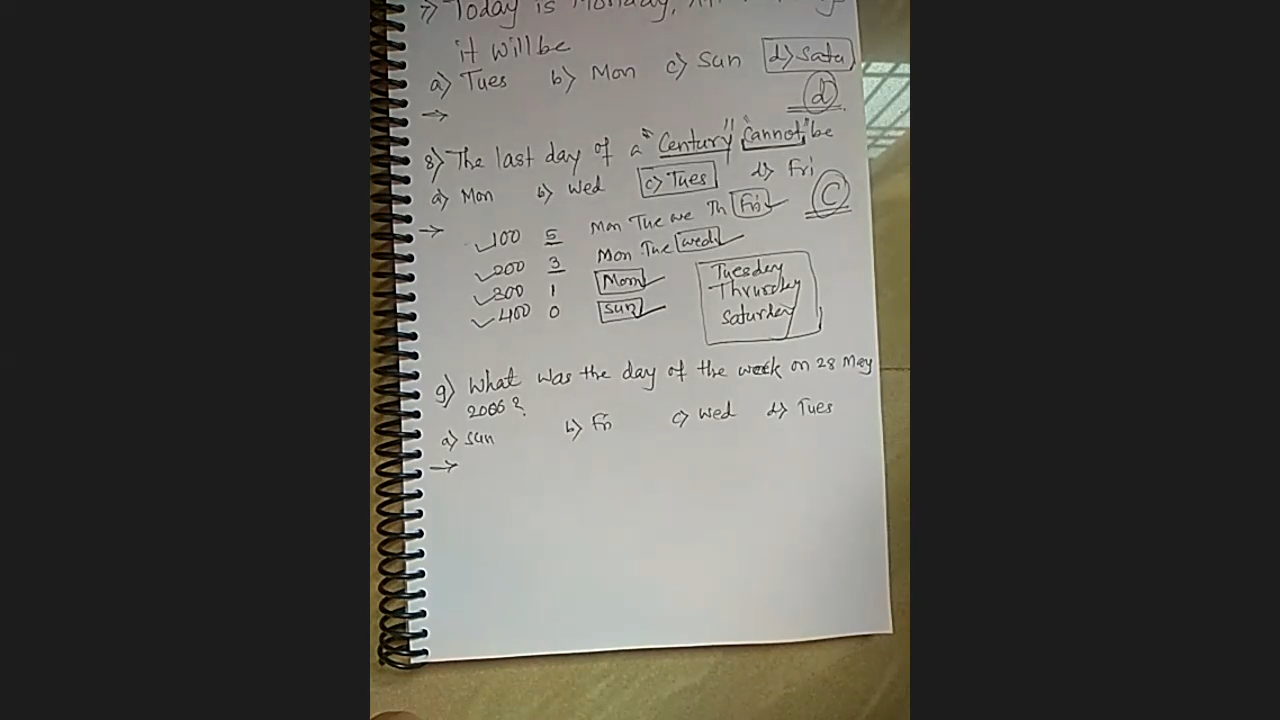 7) Today is Monday,
it will be
a) Tues b) Mon c) Sun d) Satu
→ d
8) The last day of a "Century" "cannot" be
a) Mon b) Wed c) Tues d) Fri
→ C
100 5 Mon Tue we Th Fri
200 3 Mon Tue wed
300 1 Mon
400 0 Sun
Tuesday
Thrusday
Saturday
9) What was the day of the week on 28 May
2006?
a) Sun b) Fri c) Wed d) Tues
→